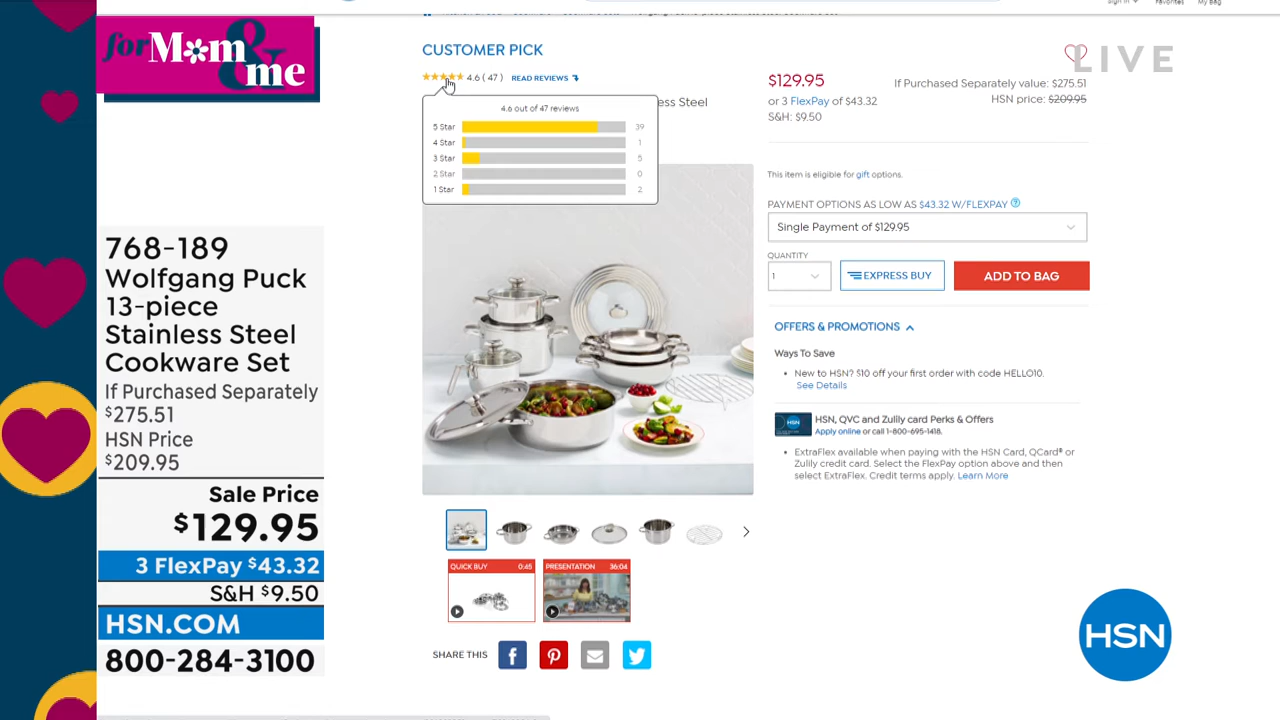 for Mom
&
me
768-189
Wolfgang Puck
13-piece
Stainless Steel
Cookware Set
If Purchased Separately
$275.51
HSN Price
$209.95
Sale Price
$129.95
3 FlexPay $43.32
S&H $9.50
HSN.COM
800-284-3100
Favorites
My Bag
CUSTOMER PICK
4.6 ( 47 ) READ REVIEWS
Steel
4.6 out of 47 reviews
5 Star 39
4 Star 1
3 Star 5
2 Star 0
1 Star 2
QUICK BUY 0:45
PRESENTATION 36:04
SHARE THIS
LIVE
$129.95
or 3 FlexPay of $43.32
S&H: $9.50
If Purchased Separately value: $275.51
HSN price: $209.95
This item is eligible for gift options.
PAYMENT OPTIONS AS LOW AS $43.32 W/FLEXPAY ?
Single Payment of $129.95
QUANTITY
1
EXPRESS BUY
ADD TO BAG
OFFERS & PROMOTIONS
Ways To Save
New to HSN? $10 off your first order with code HELLO10.
See Details
HSN
HSN, QVC and Zulily card Perks & Offers
Apply online or call 1-800-695-1418.
ExtraFlex available when paying with the HSN Card, QCard® or
Zulily credit card. Select the FlexPay option above and then
select ExtraFlex. Credit terms apply. Learn More
HSN